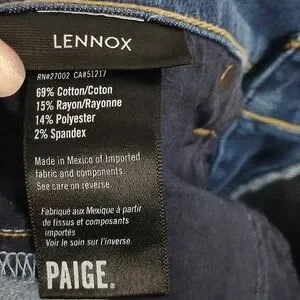 LENNOX
RN#27002 CA#51217
69% Cotton/Coton
15% Rayon/Rayonne
14% Polyester
2% Spandex
Made in Mexico of Imported
fabric and components.
See care on reverse.
Fabriqué aux Mexique à partir
de fissus et composants
importés
Voir le soin sur l'inverse
PAIGE.